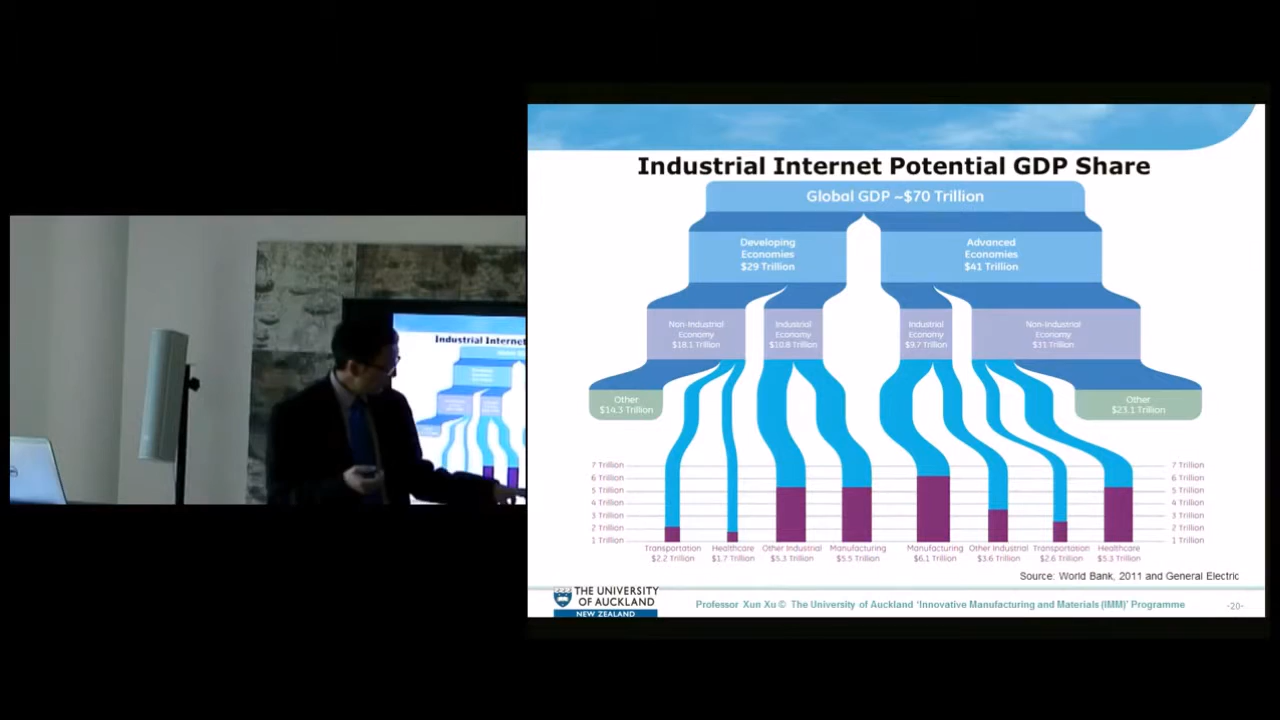 Industrial Internet Potential GDP Share
Global GDP ~$70 Trillion
Developing
Economies
$29 Trillion
Advanced
Economies
$41 Trillion
Non-Industrial
Economy
$18.1 Trillion
Industrial
Economy
$10.8 Trillion
Industrial
Economy
$9.7 Trillion
Non-Industrial
Economy
$31 Trillion
Other
$14.3 Trillion
Other
$23.1 Trillion
7 Trillion
6 Trillion
5 Trillion
4 Trillion
3 Trillion
2 Trillion
1 Trillion
7 Trillion
6 Trillion
5 Trillion
4 Trillion
3 Trillion
2 Trillion
1 Trillion
Transportation
$2.2 Trillion
Healthcare
$1.7 Trillion
Other Industrial
$5.3 Trillion
Manufacturing
$5.5 Trillion
Manufacturing
$6.1 Trillion
Other Industrial
$3.6 Trillion
Transportation
$2.6 Trillion
Healthcare
$5.3 Trillion
Source: World Bank, 2011 and General Electric
THE UNIVERSITY
OF AUCKLAND
NEW ZEALAND
Professor Xun Xu © The University of Auckland 'Innovative Manufacturing and Materials (IMM)' Programme
-20-
Industrial Internet